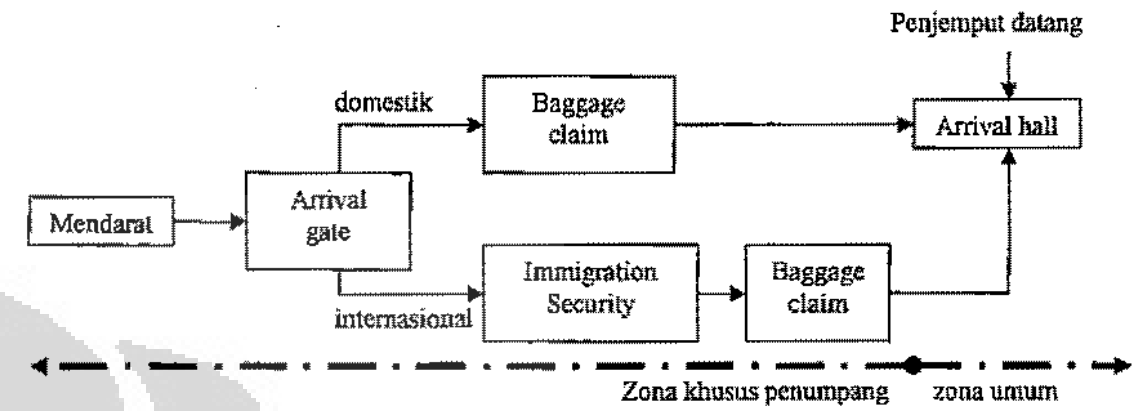 Penjemput datang
domestik
Baggage
claim
Arrival hall
Mendarat
Arrival
gate
Immigration
Security
Baggage
claim
internasional
Zona khusus penumpang
zona umum